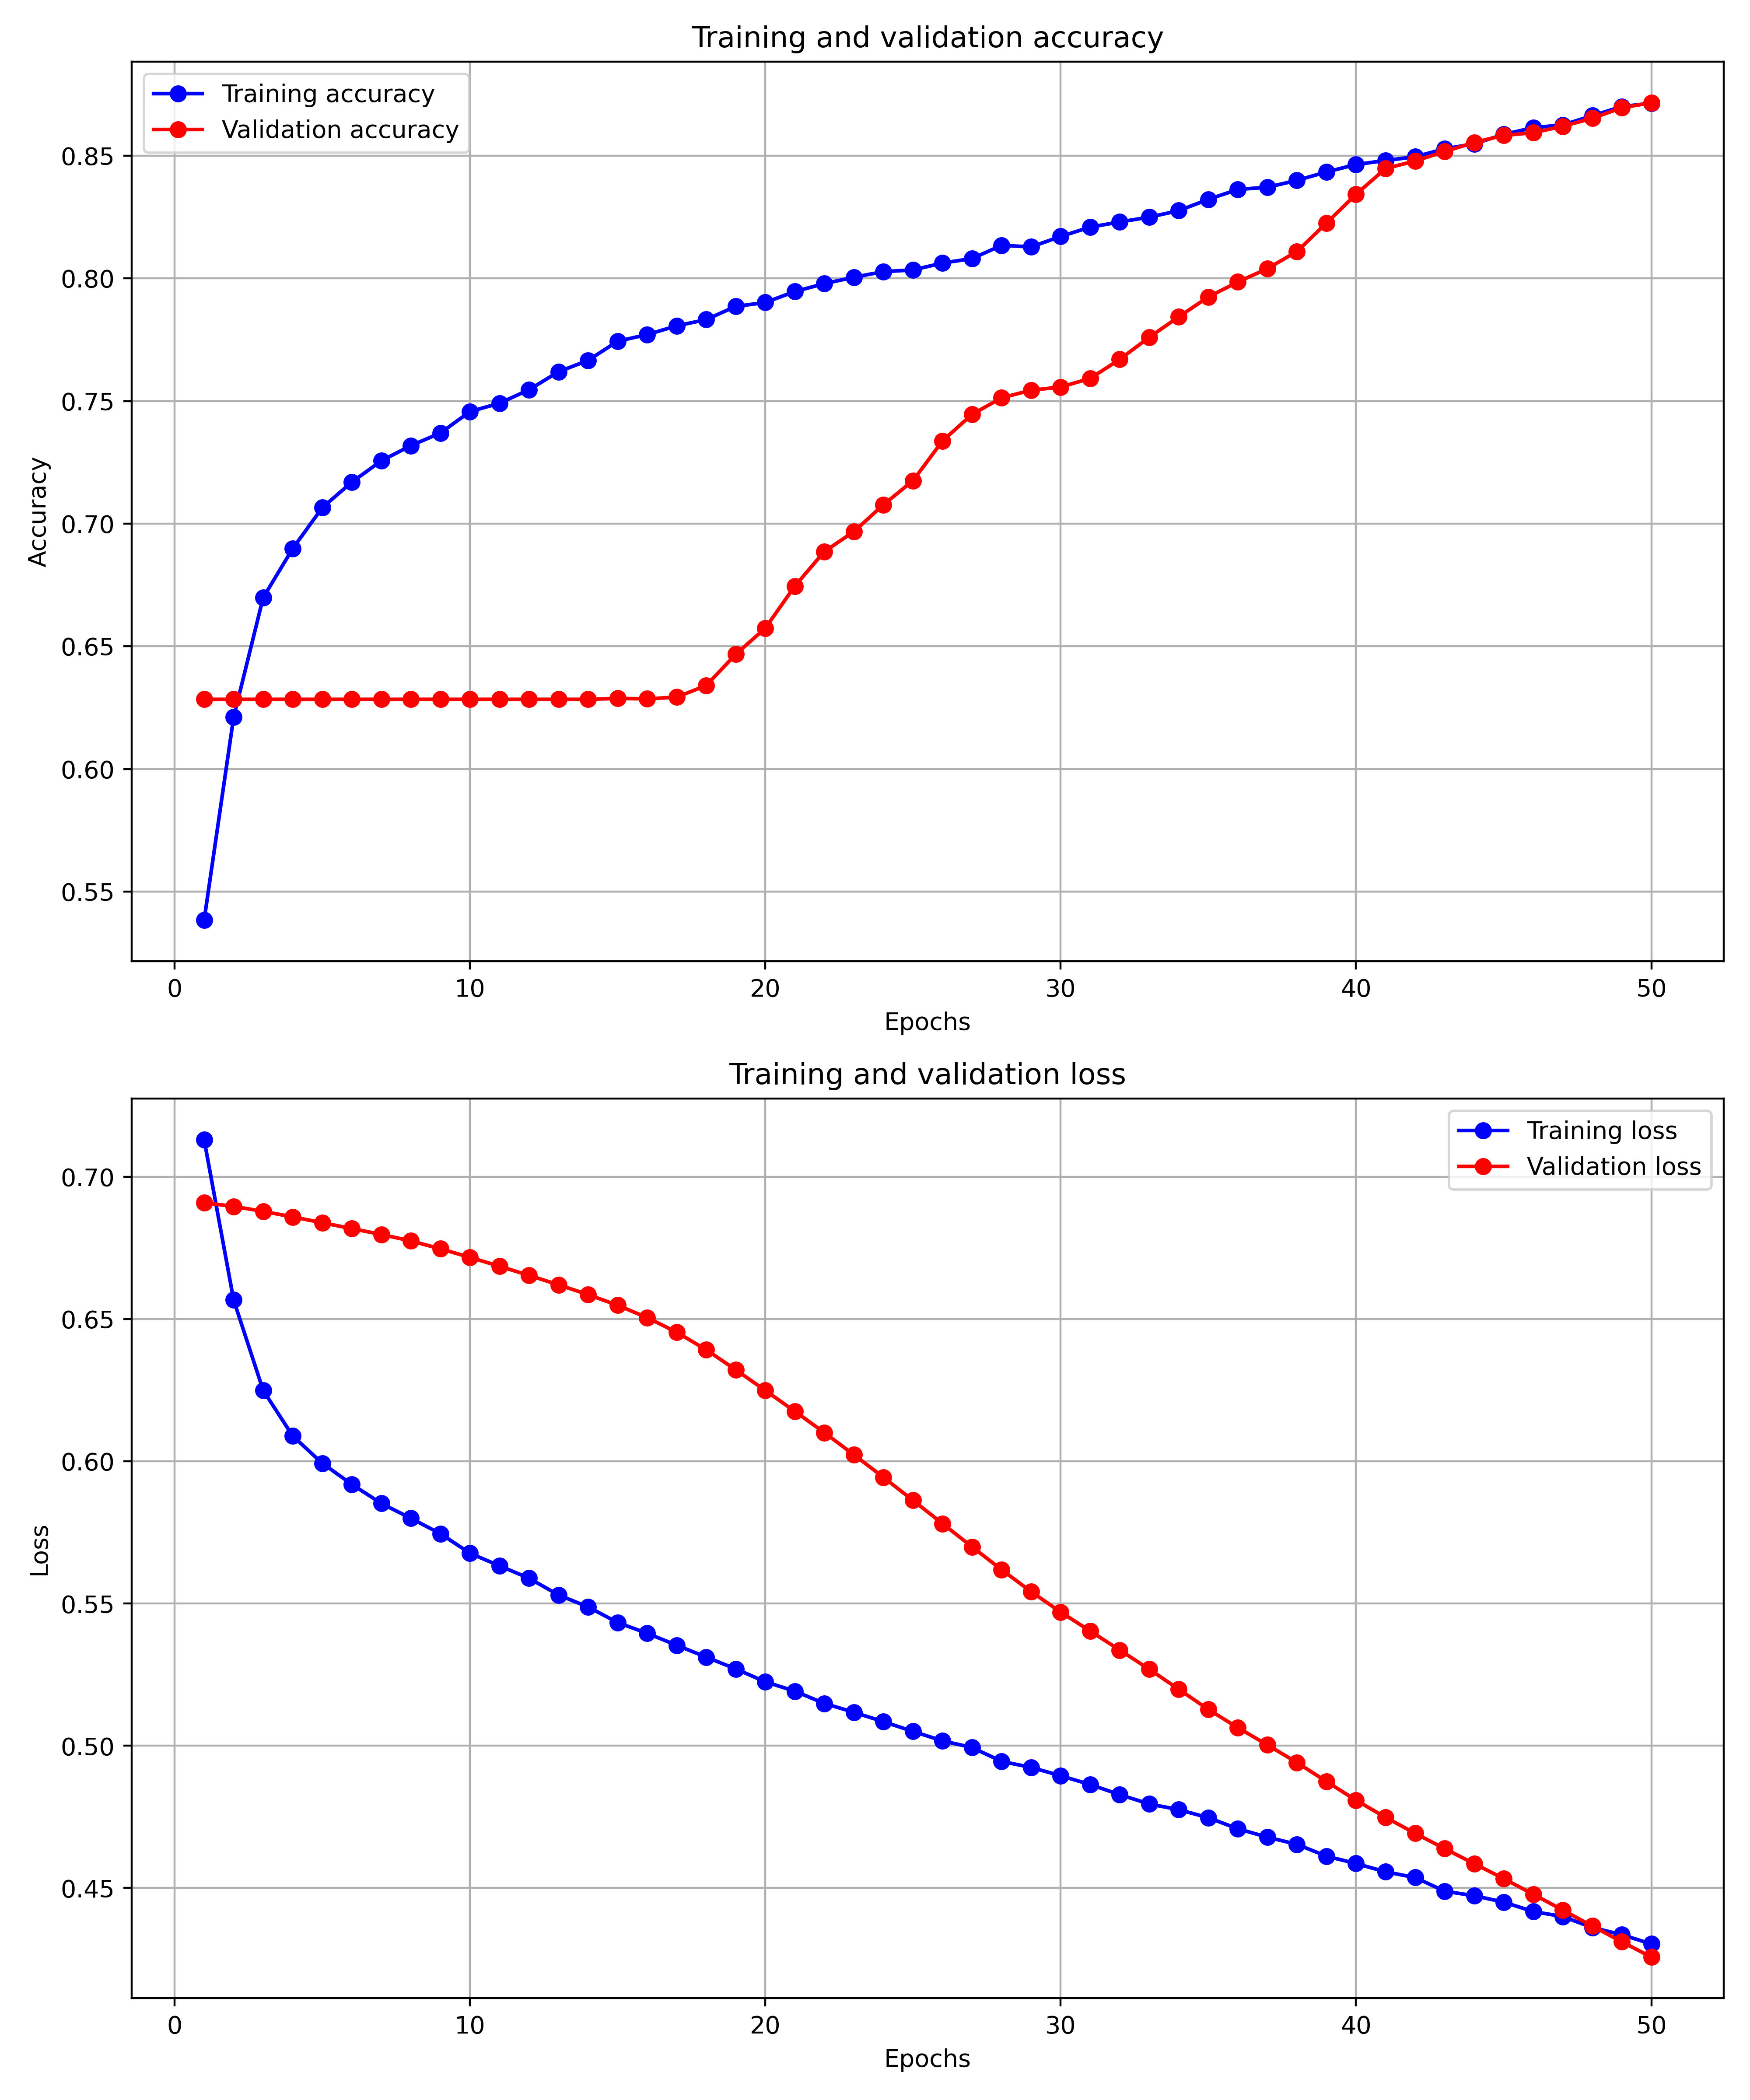 Training and validation accuracy
Training accuracy
Validation accuracy
0.85
0.80
0.75
0.70
0.65
0.60
0.55
Accuracy
0 10 20 30 40 50
Epochs
Training and validation loss
Training loss
Validation loss
0.70
0.65
0.60
0.55
0.50
0.45
Loss
0 10 20 30 40 50
Epochs